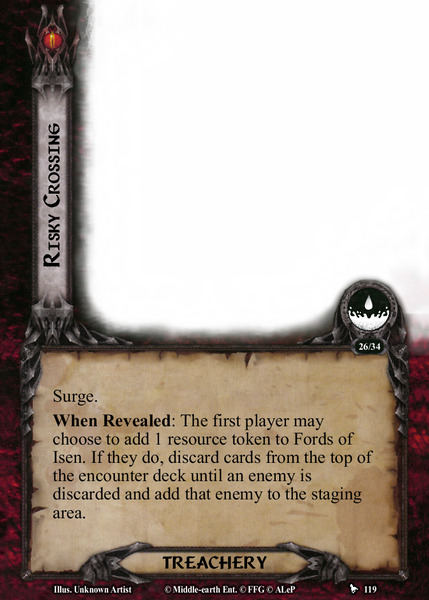 Risky Crossing
26/34
Surge.
When Revealed: The first player may
choose to add 1 resource token to Fords of
Isen. If they do, discard cards from the top of
the encounter deck until an enemy is
discarded and add that enemy to the staging
area.
TREACHERY
Illus. Unknown Artist © Middle-earth Ent. © FFG © ALeP 119